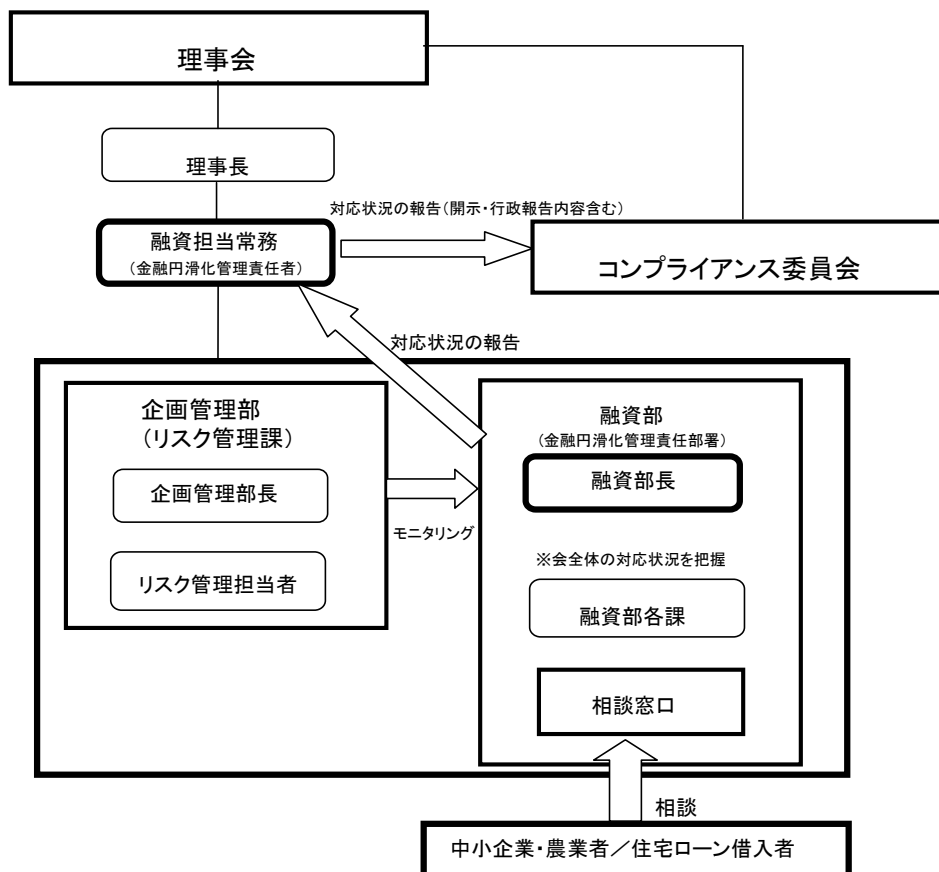 理事会
理事長
対応状況の報告(開示・行政報告内容含む)
融資担当常務
(金融円滑化管理責任者)
コンプライアンス委員会
対応状況の報告
企画管理部
(リスク管理課)
企画管理部長
リスク管理担当者
モニタリング
融資部
(金融円滑化管理責任部署)
融資部長
※会全体の対応状況を把握
融資部各課
相談窓口
相談
中小企業・農業者／住宅ローン借入者